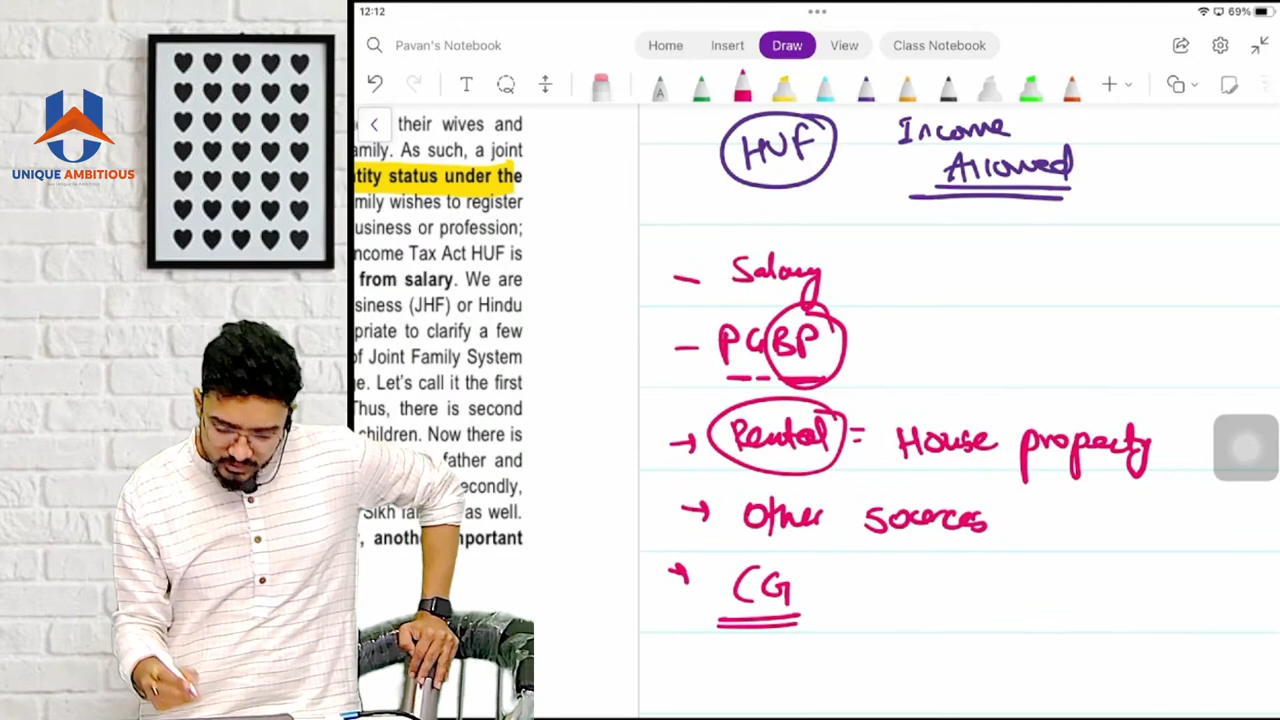 12:12
69%
Pavan's Notebook
Home
Insert
Draw
View
Class Notebook
T
A
UNIQUE AMBITIOUS
their wives and
amily. As such, a joint
tity status under the
mily wishes to register
usiness or profession;
ncome Tax Act HUF is
from salary. We are
siness (JHF) or Hindu
priate to clarify a few
of Joint Family System
e. Let's call it the first
Thus, there is second
children. Now there is
father and
secondly,
Sikh as well.
HUF
Income
Allowed
- Salary
- PGBP
→ Rental = House property
→ Other sources
→ CG